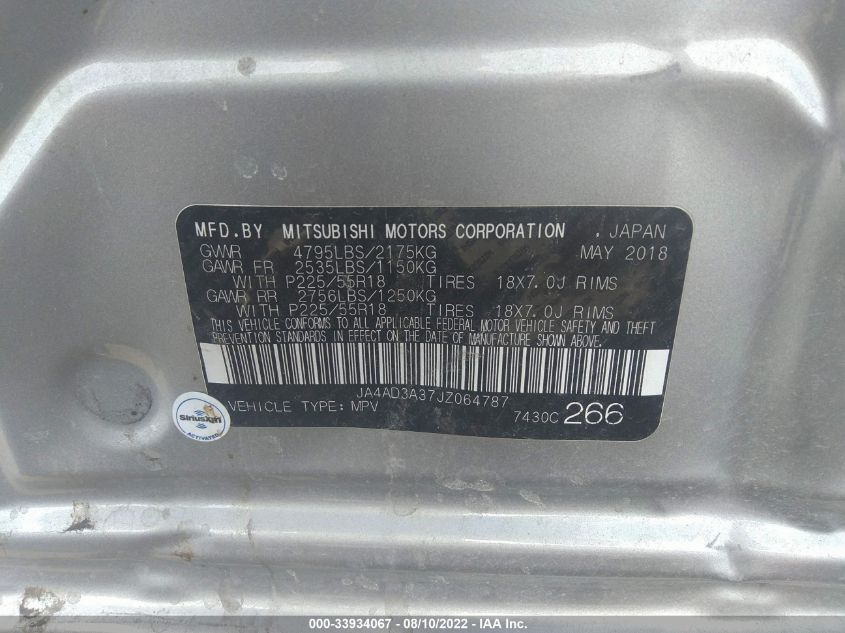 MFD.BY MITSUBISHI MOTORS CORPORATION . JAPAN
GVWR 4795LBS/2175KG MAY 2018
GAWR FR 2535LBS/1150KG
WITH P225/55R18 TIRES 18X7.0J RIMS
GAWR RR 2756LBS/1250KG
WITH P225/55R18 TIRES 18X7.0J RIMS
THIS VEHICLE CONFORMS TO ALL APPLICABLE FEDERAL MOTOR VEHICLE SAFETY AND THEFT
PREVENTION STANDARDS IN EFFECT ON THE DATE OF MANUFACTURE SHOWN ABOVE.
JA4AD3A37JZ064787
VEHICLE TYPE: MPV 7430C 266
SiriusXM
ACTIVATED
000-33934067 - 08/10/2022 - IAA Inc.